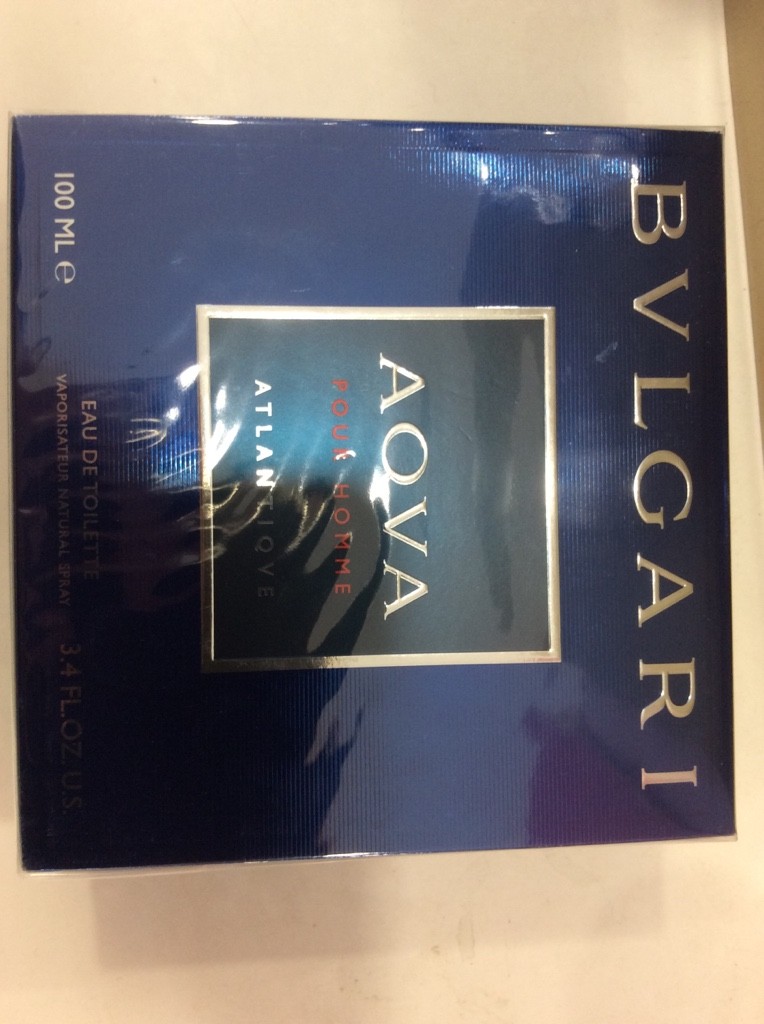 BVLGARI
AQVA
POUR HOMME
ATLANTIQVE
EAU DE TOILETTE
100 ML ℮ VAPORISATEUR NATURAL SPRAY 3.4 FL.OZ. U.S.